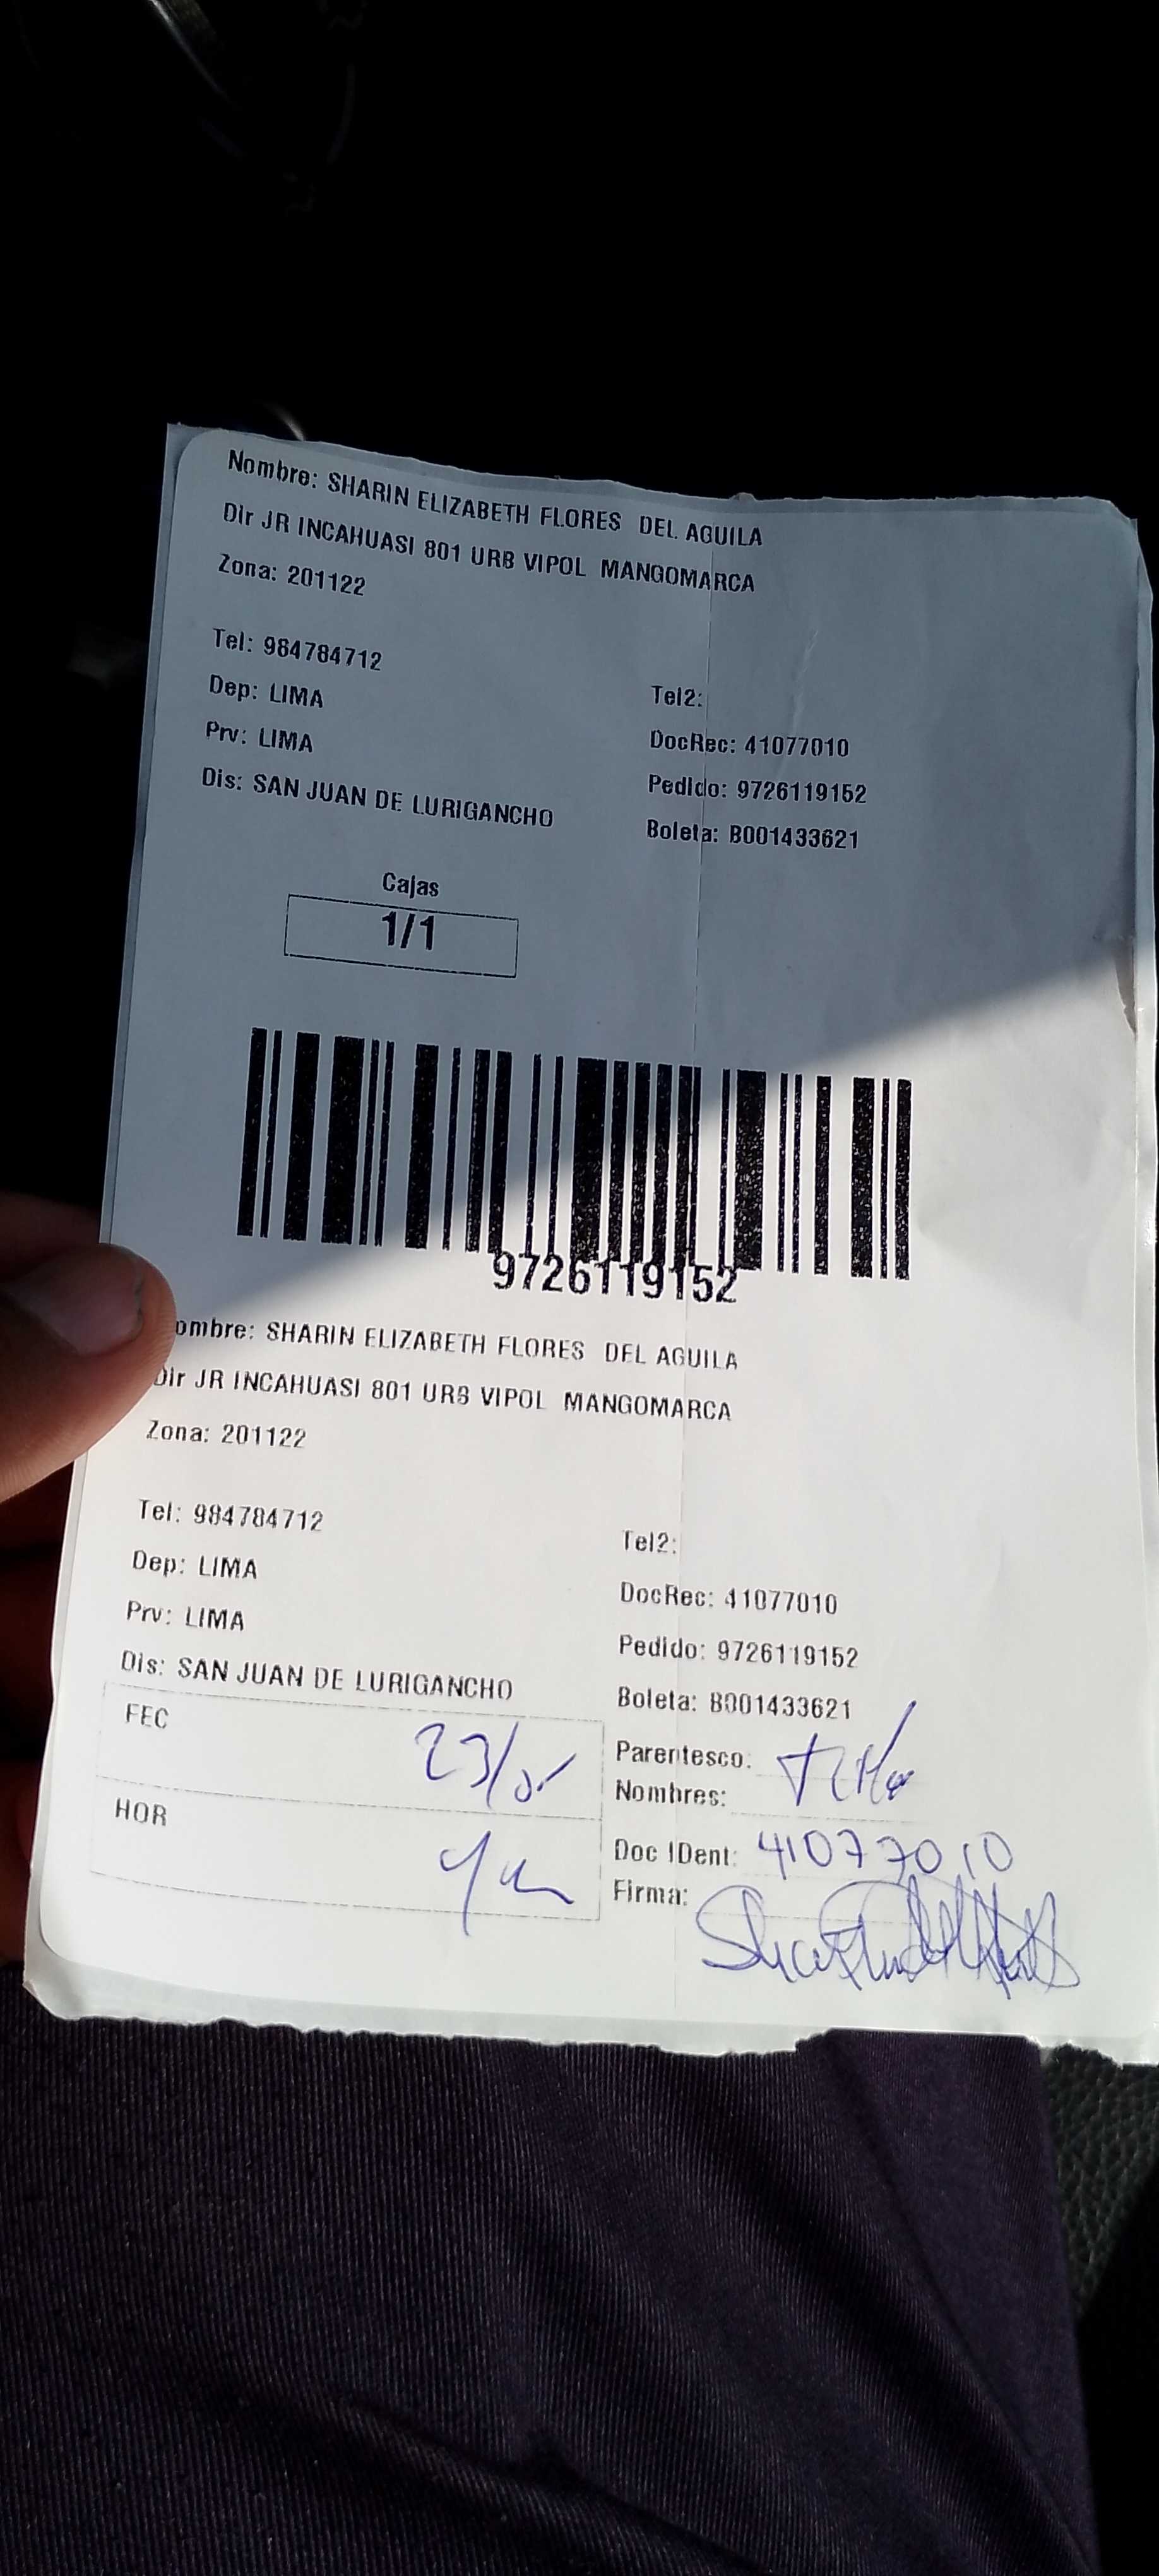 Nombre: SHARIN ELIZABETH FLORES DEL AGUILA
Dir JR INCAHUASI 801 URB VIPOL MANGOMARCA
Zona: 201122
Tel: 984784712
Tel2:
Dep: LIMA
DocRec: 41077010
Prv: LIMA
Pedido: 9726119152
Dis: SAN JUAN DE LURIGANCHO
Boleta: B001433621
Cajas
1/1
9726119152
ombre: SHARIN ELIZABETH FLORES DEL AGUILA
Dir JR INCAHUASI 801 URB VIPOL MANGOMARCA
Zona: 201122
Tel: 984784712
Tel2:
Dep: LIMA
DocRec: 41077010
Prv: LIMA
Pedido: 9726119152
Dis: SAN JUAN DE LURIGANCHO
Boleta: B001433621
FEC
Parentesco:
Nombres:
HOR
Doc IDent: 41077010
Firma: